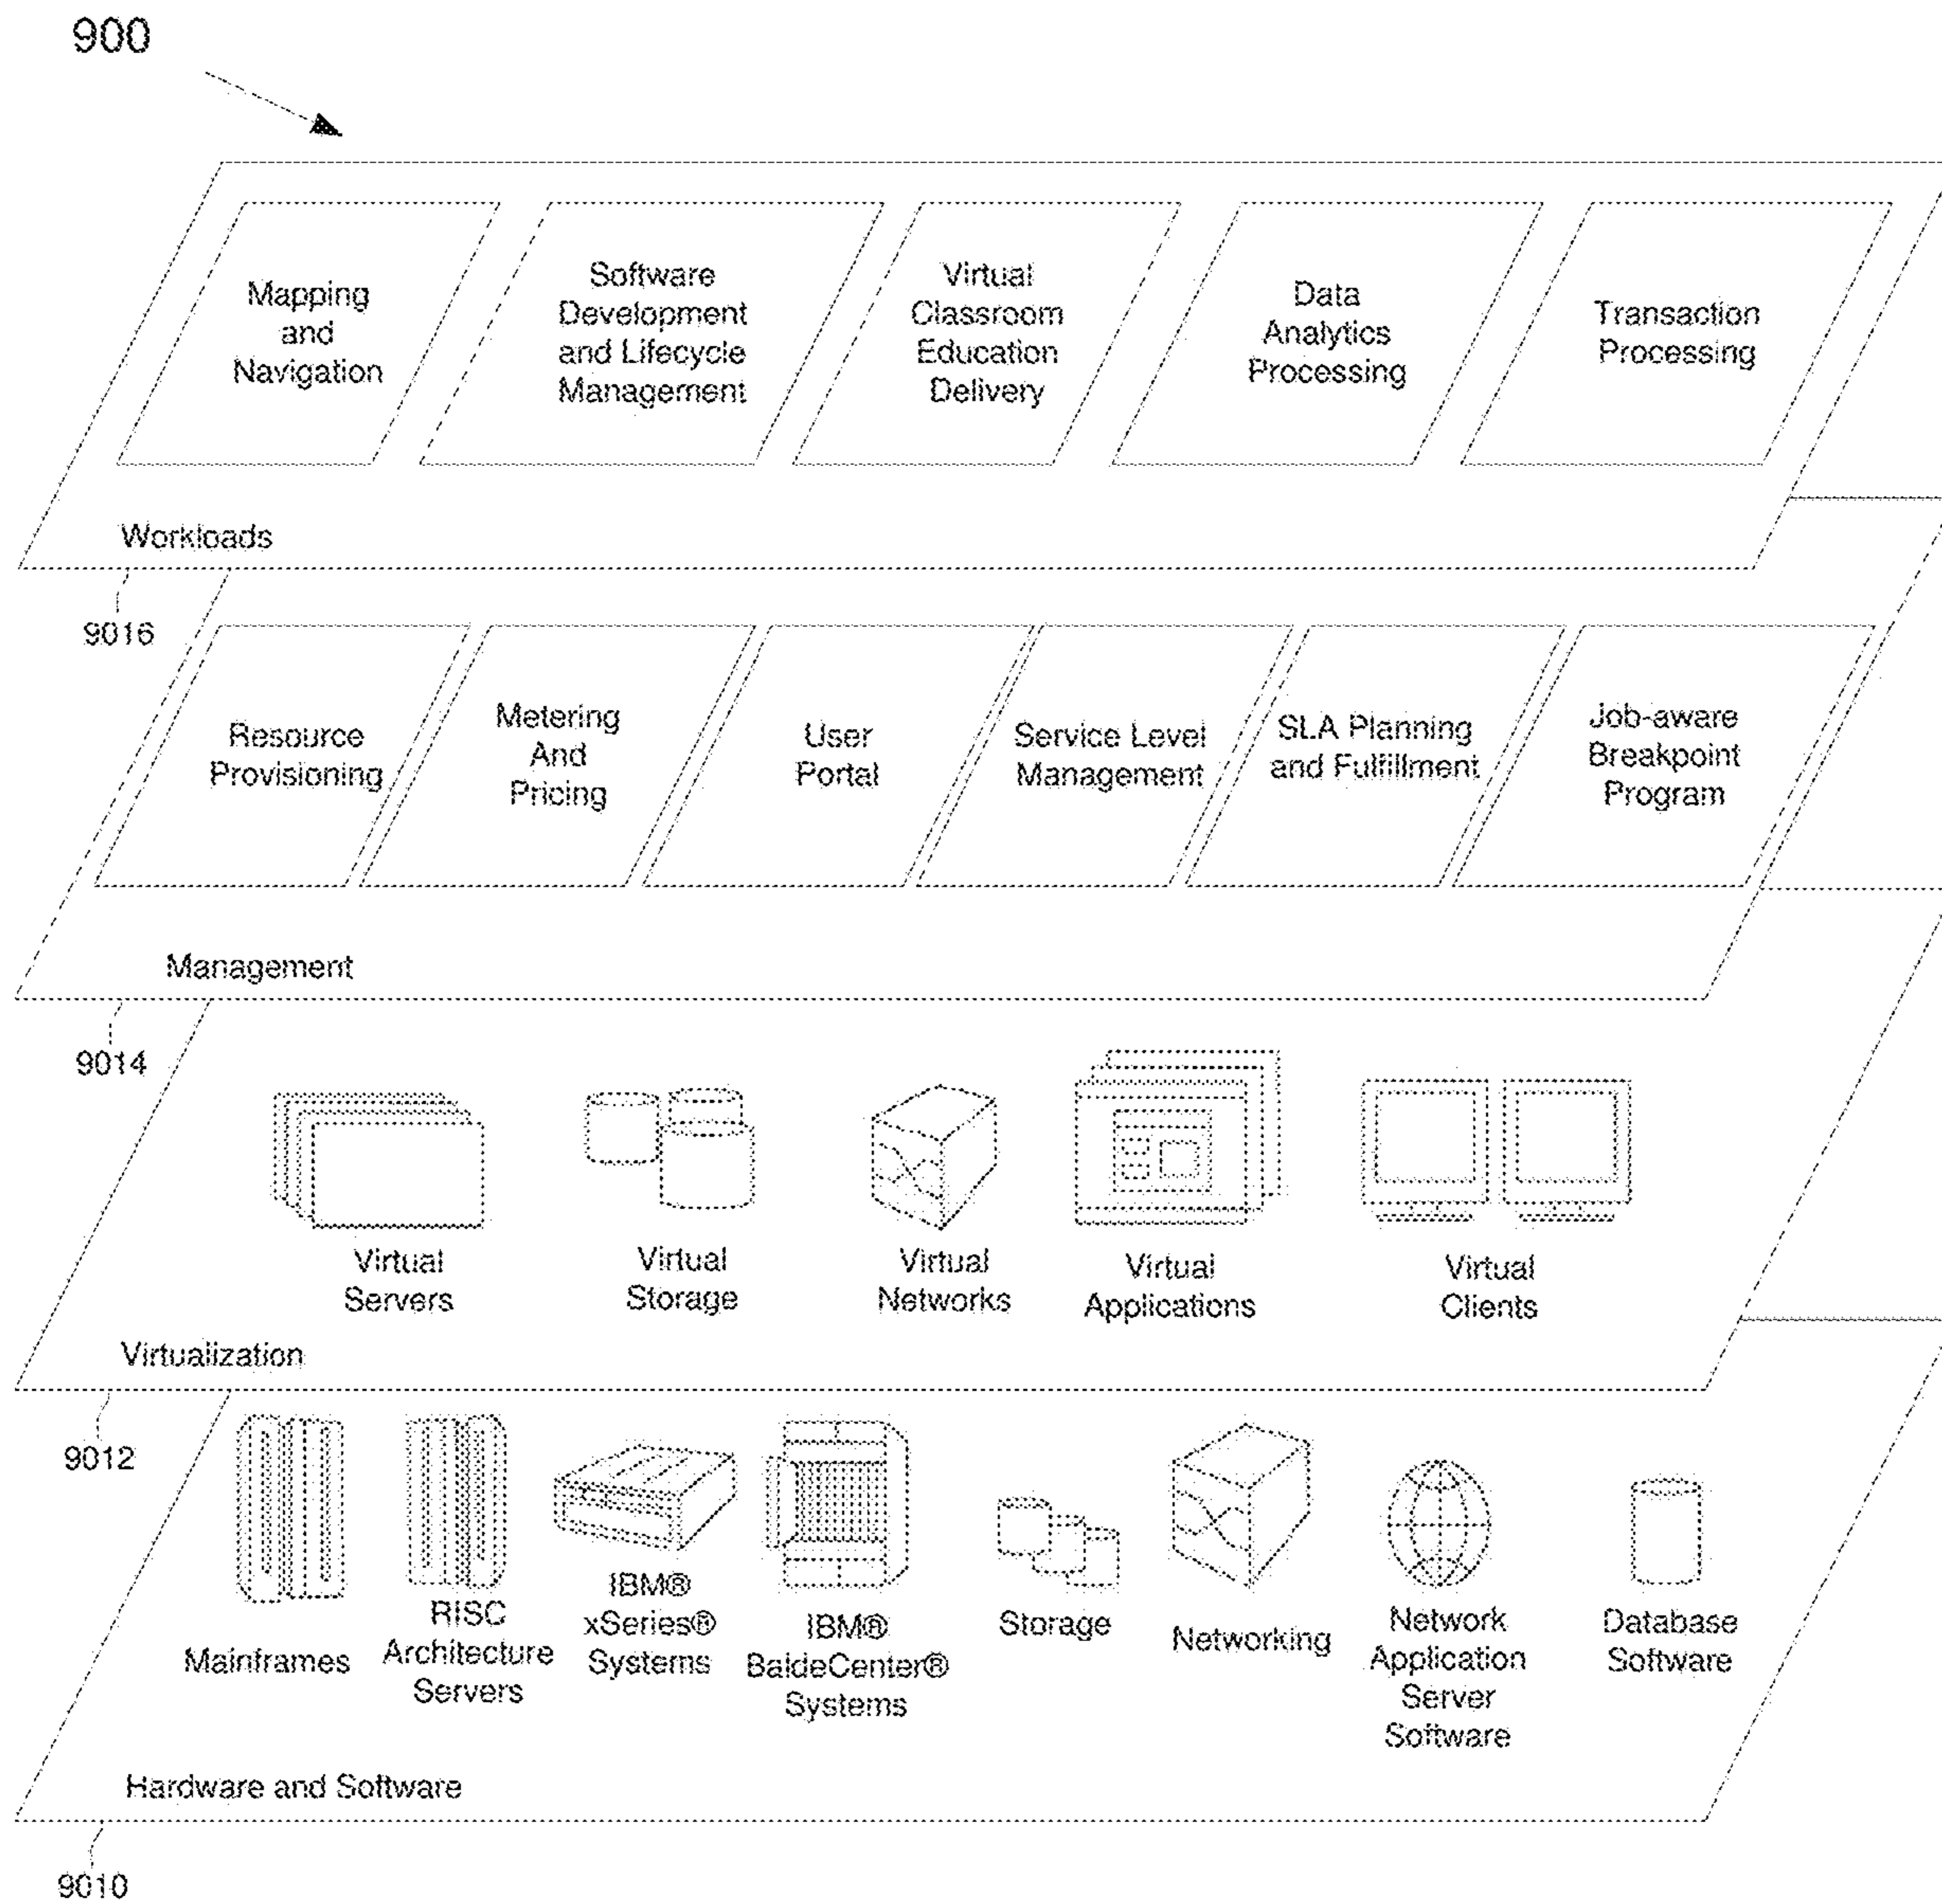 900
Mapping
and
Navigation
Software
Development
and Lifecycle
Management
Virtual
Classroom
Education
Delivery
Data
Analytics
Processing
Transaction
Processing
Workloads
9016
Resource
Provisioning
Metering
And
Pricing
User
Portal
Service Level
Management
SLA Planning
and Fulfillment
Job-aware
Breakpoint
Program
Management
9014
Virtual
Servers
Virtual
Storage
Virtual
Networks
Virtual
Applications
Virtual
Clients
Virtualization
9012
Mainframes
RISC
Architecture
Servers
IBM®
xSeries®
Systems
IBM®
BaldeCenter®
Systems
Storage
Networking
Network
Application
Server
Software
Database
Software
Hardware and Software
9010